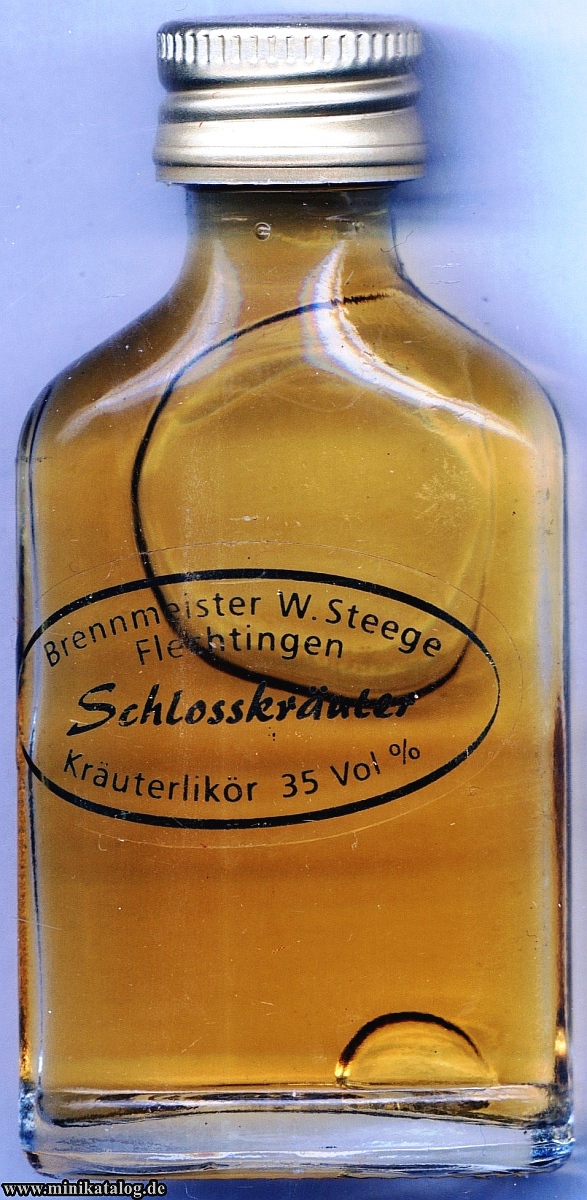 Brennmeister W. Steege
Flechtingen
Schlosskräuter
Kräuterlikör 35 Vol %
www.minikatalog.de